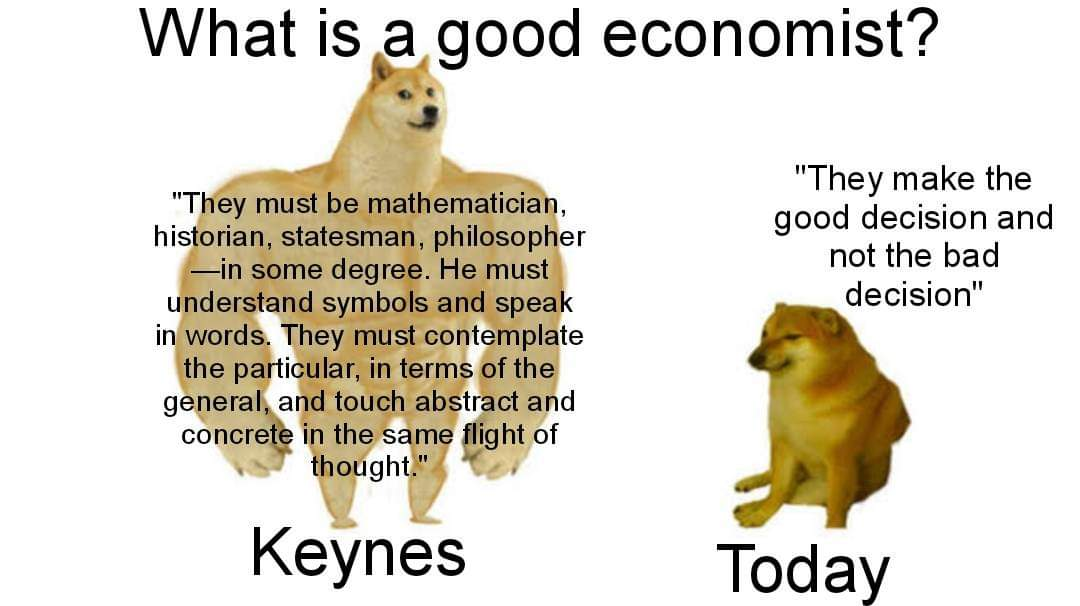 What is a good economist?
"They must be mathematician,
historian, statesman, philosopher
—in some degree. He must
understand symbols and speak
in words. They must contemplate
the particular, in terms of the
general, and touch abstract and
concrete in the same flight of
thought."
Keynes
"They make the
good decision and
not the bad
decision"
Today